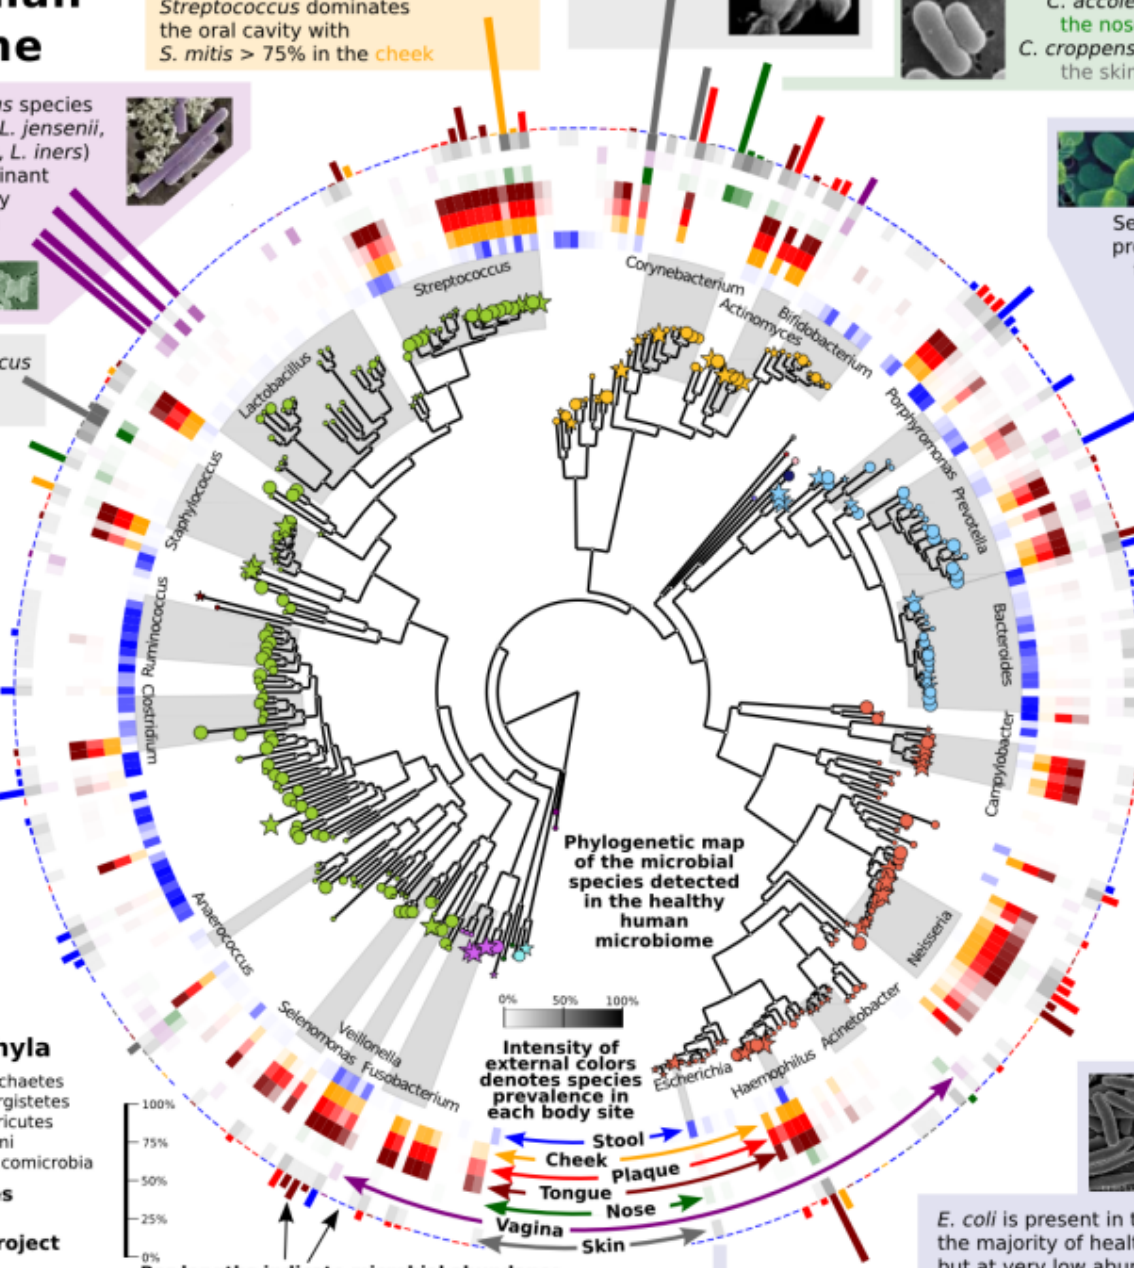 Streptococcus dominates
the oral cavity with
S. mitis > 75% in the cheek
the nos
C. croppens
the skin
species
L. jensenii,
, L. iners)
inant
y
Se
pr
cus
Streptococcus
Corynebacterium
Actinomyces
Bifidobacterium
Lactobacillus
Porphyromonas
Prevotella
Staphylococcus
Bacteroides
Ruminococcus
Clostridium
Campylobacter
Phylogenetic map
of the microbial
species detected
in the healthy
human
microbiome
Neisseria
Anaerococcus
Acinetobacter
Selenomonas
Veillonella
Fusobacterium
Haemophilus
Escherichia
0% 50% 100%
Intensity of
external colors
denotes species
prevalence in
each body site
Stool
Cheek
Plaque
Tongue
Nose
Vagina
Skin
hyla
chaetes
rgistetes
ricutes
ni
comicrobia
s
roject
100%
75%
50%
25%
0%
E. coli is present in t
the majority of healt
but at very low abun